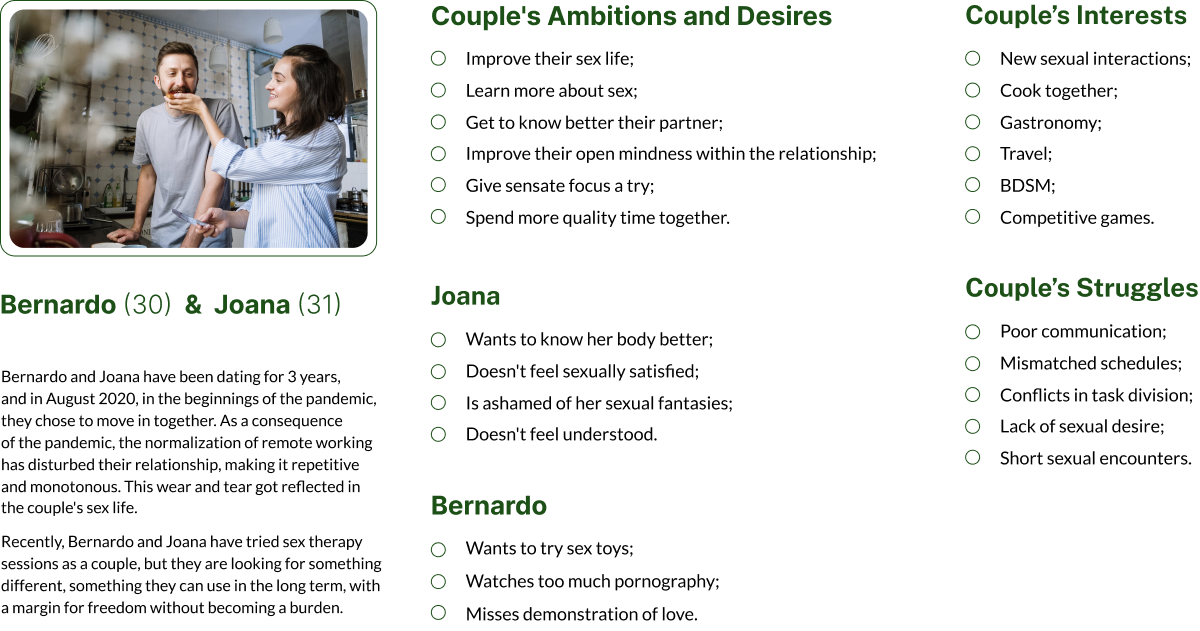 Bernardo (30) & Joana (31)
Bernardo and Joana have been dating for 3 years,
and in August 2020, in the beginnings of the pandemic,
they chose to move in together. As a consequence
of the pandemic, the normalization of remote working
has disturbed their relationship, making it repetitive
and monotonous. This wear and tear got reflected in
the couple's sex life.
Recently, Bernardo and Joana have tried sex therapy
sessions as a couple, but they are looking for something
different, something they can use in the long term, with
a margin for freedom without becoming a burden.
Couple's Ambitions and Desires
Improve their sex life;
Learn more about sex;
Get to know better their partner;
Improve their open mindness within the relationship;
Give sensate focus a try;
Spend more quality time together.
Joana
Wants to know her body better;
Doesn't feel sexually satisfied;
Is ashamed of her sexual fantasies;
Doesn't feel understood.
Bernardo
Wants to try sex toys;
Watches too much pornography;
Misses demonstration of love.
Couple’s Interests
New sexual interactions;
Cook together;
Gastronomy;
Travel;
BDSM;
Competitive games.
Couple’s Struggles
Poor communication;
Mismatched schedules;
Conflicts in task division;
Lack of sexual desire;
Short sexual encounters.